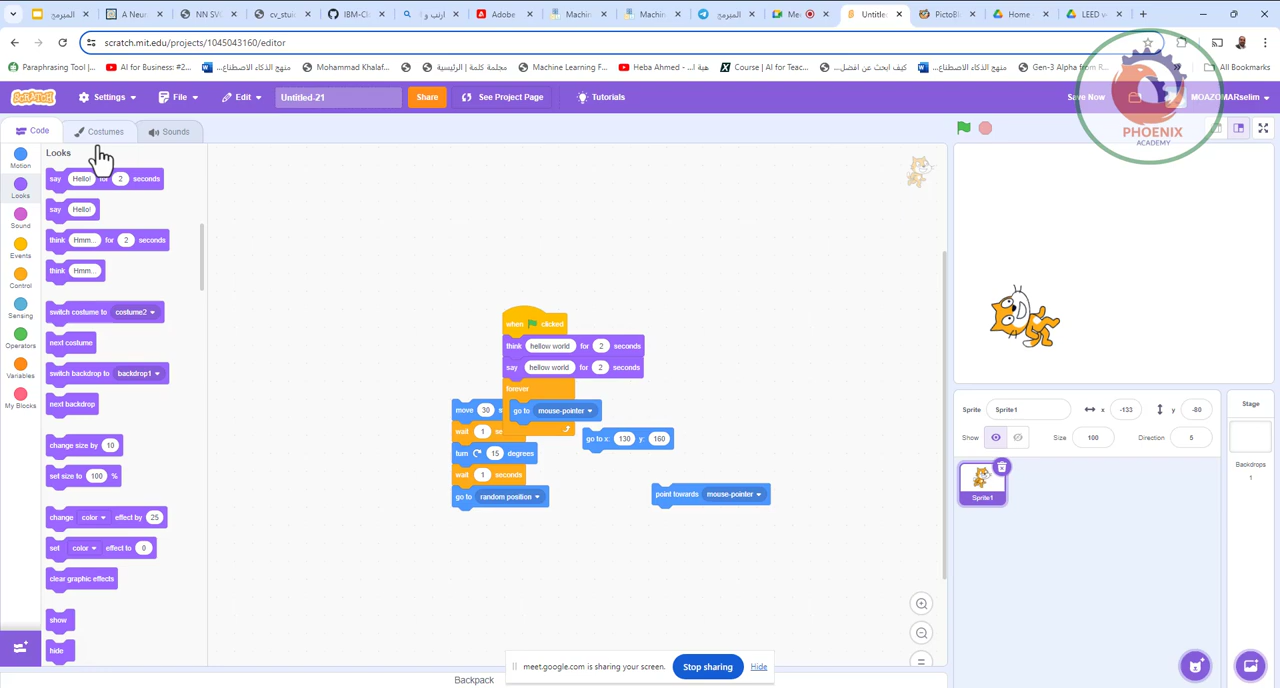 المبرمج
A Neur
NN SVG
cv_stuc
IBM-Cl
ارنب و أ
Adobe
Machin
Machin
المبرمج
Mee
Untitle
PictoBl
Home
LEED v
scratch.mit.edu/projects/1045043160/editor
Paraphrasing Tool |...
AI for Business: #2...
منهج الذكاء الاصطناع...
Mohammad Khalaf...
مجلمة كلمة | الرئيسية
Machine Learning F...
Heba Ahmed - هبة ا...
Course | AI for Teac...
كيف ابحث عن افضل...
منهج الذكاء الاصطناع...
Gen-3 Alpha from R...
All Bookmarks
SCRATCH
Settings
File
Edit
Untitled-21
Share
See Project Page
Tutorials
Save Now
MOAZOMARselim
PHOENIX
ACADEMY
Code
Costumes
Sounds
Motion
Looks
Sound
Events
Control
Sensing
Operators
Variables
My Blocks
Looks
say Hello! for 2 seconds
say Hello!
think Hmm... for 2 seconds
think Hmm...
switch costume to costume2
next costume
switch backdrop to backdrop1
next backdrop
change size by 10
set size to 100 %
change color effect by 25
set color effect to 0
clear graphic effects
show
hide
when clicked
think hellow world for 2 seconds
say hellow world for 2 seconds
forever
go to mouse-pointer
move 30 s
wait 1 se
turn 15 degrees
wait 1 seconds
go to random position
go to x: 130 y: 160
point towards mouse-pointer
Sprite Sprite1 x -133 y -80
Show Size 100 Direction 5
Sprite1
Stage
Backdrops
1
meet.google.com is sharing your screen. Stop sharing Hide
Backpack